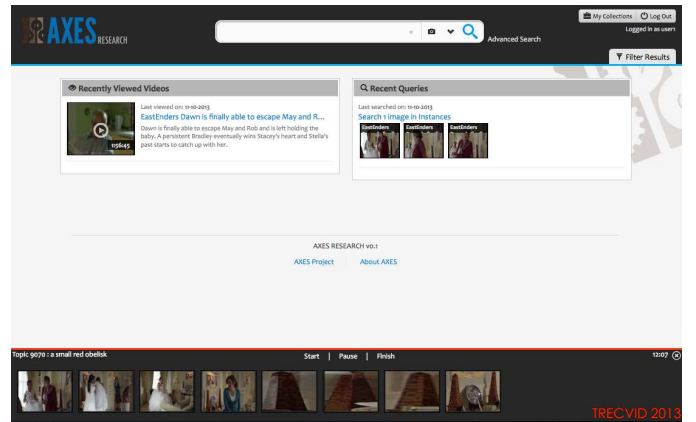 AXES RESEARCH
Advanced Search
My Collections
Log Out
Logged in as user1
Filter Results
Recently Viewed Videos
Last viewed on: 11-10-2013
EastEnders Dawn is finally able to escape May and R...
Dawn is finally able to escape May and Rob and is left holding the
baby. A persistent Bradley eventually wins Stacey's heart and Stella's
past starts to catch up with her.
1:56:45
Recent Queries
Last searched on: 11-10-2013
Search 1 image in Instances
EastEnders EastEnders EastEnders
AXES RESEARCH v0.1
AXES Project About AXES
Topic 9070 : a small red obelisk
Start | Pause | Finish
12:07
TRECVID 2013